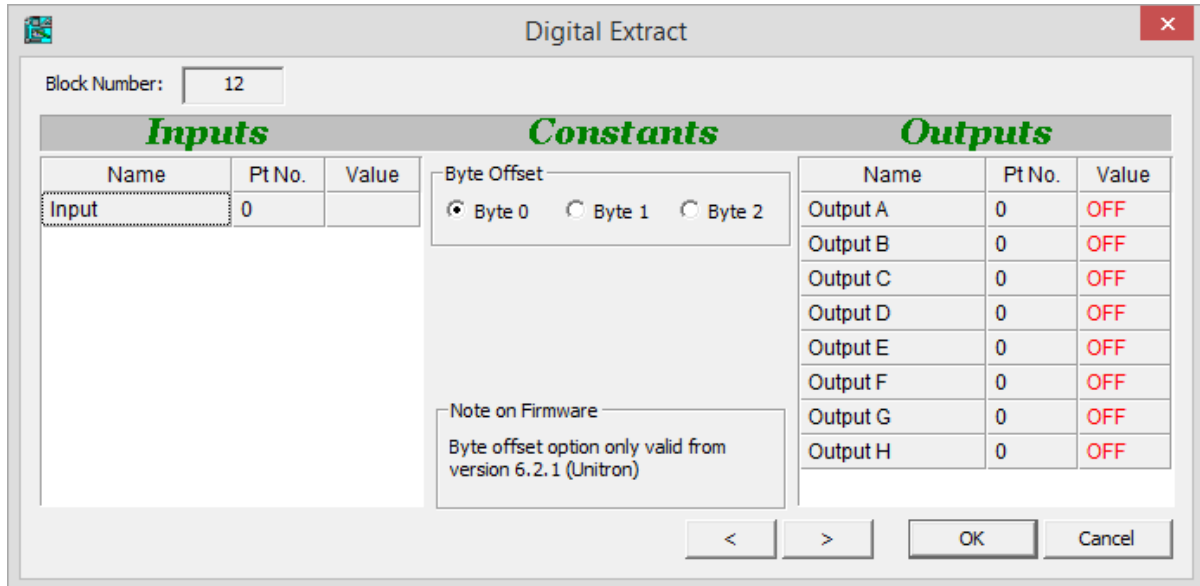 Digital Extract
Block Number: 12
Inputs Constants Outputs
Name Pt No. Value
Input 0
Byte Offset
Byte 0 Byte 1 Byte 2
Note on Firmware
Byte offset option only valid from
version 6.2.1 (Unitron)
Name Pt No. Value
Output A 0 OFF
Output B 0 OFF
Output C 0 OFF
Output D 0 OFF
Output E 0 OFF
Output F 0 OFF
Output G 0 OFF
Output H 0 OFF
< > OK Cancel